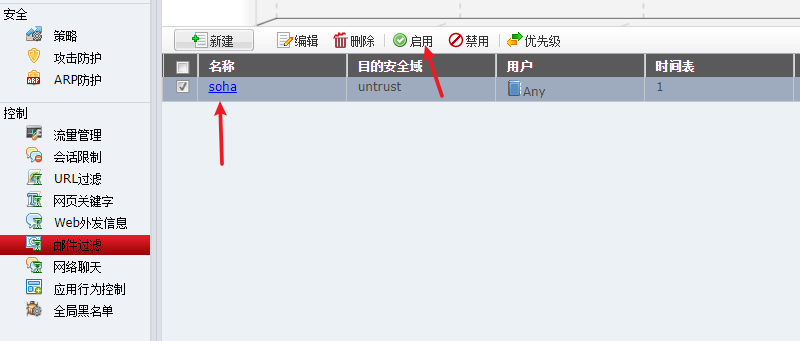 安全
策略
攻击防护
ARP
ARP防护
控制
流量管理
会话限制
URL过滤
网页关键字
Web外发信息
邮件过滤
网络聊天
应用行为控制
全局黑名单
新建 编辑 删除 启用 禁用 优先级
名称 目的安全域 用户 时间表
soha untrust Any 1